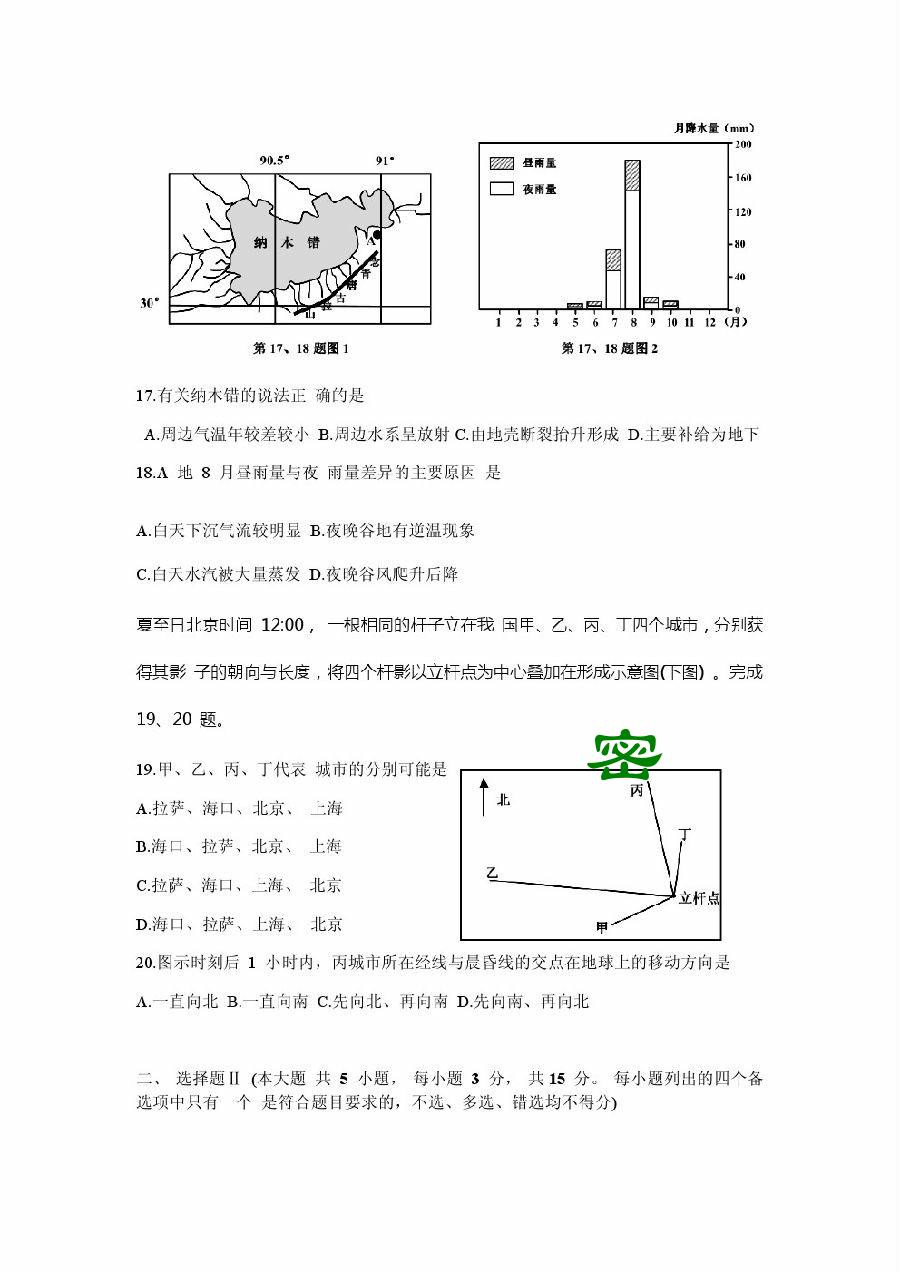 月降水量（mm）
90.5° 91°
200
昼雨量
160
夜雨量
120
纳 木 错
A
80
念
青
唐
古
拉
山
40
30°
0
1 2 3 4 5 6 7 8 9 10 11 12 (月)
第17、18题图1
第17、18题图2
17.有关纳木错的说法正 确的是
A.周边气温年较差较小 B.周边水系呈放射 C.由地壳断裂抬升形成 D.主要补给为地下
18.A 地 8 月昼雨量与夜 雨量差异的主要原因 是
A.白天下沉气流较明显 B.夜晚谷地有逆温现象
C.白天水汽被大量蒸发 D.夜晚谷风爬升后降
夏至日北京时间 12:00， 一根相同的杆子立在我 国甲、乙、丙、丁四个城市，分别获
得其影 子的朝向与长度，将四个杆影以立杆点为中心叠加在形成示意图(下图) 。完成
19、20 题。
密
19.甲、乙、丙、丁代表 城市的分别可能是
A.拉萨、海口、北京、 上海
B.海口、拉萨、北京、 上海
C.拉萨、海口、上海、 北京
D.海口、拉萨、上海、 北京
北
丙
丁
乙
立杆点
甲
20.图示时刻后 1 小时内，丙城市所在经线与晨昏线的交点在地球上的移动方向是
A.一直向北 B.一直向南 C.先向北、再向南 D.先向南、再向北
二、 选择题Ⅱ (本大题 共 5 小题， 每小题 3 分， 共 15 分。 每小题列出的四个备
选项中只有 一个 是符合题目要求的，不选、多选、错选均不得分)